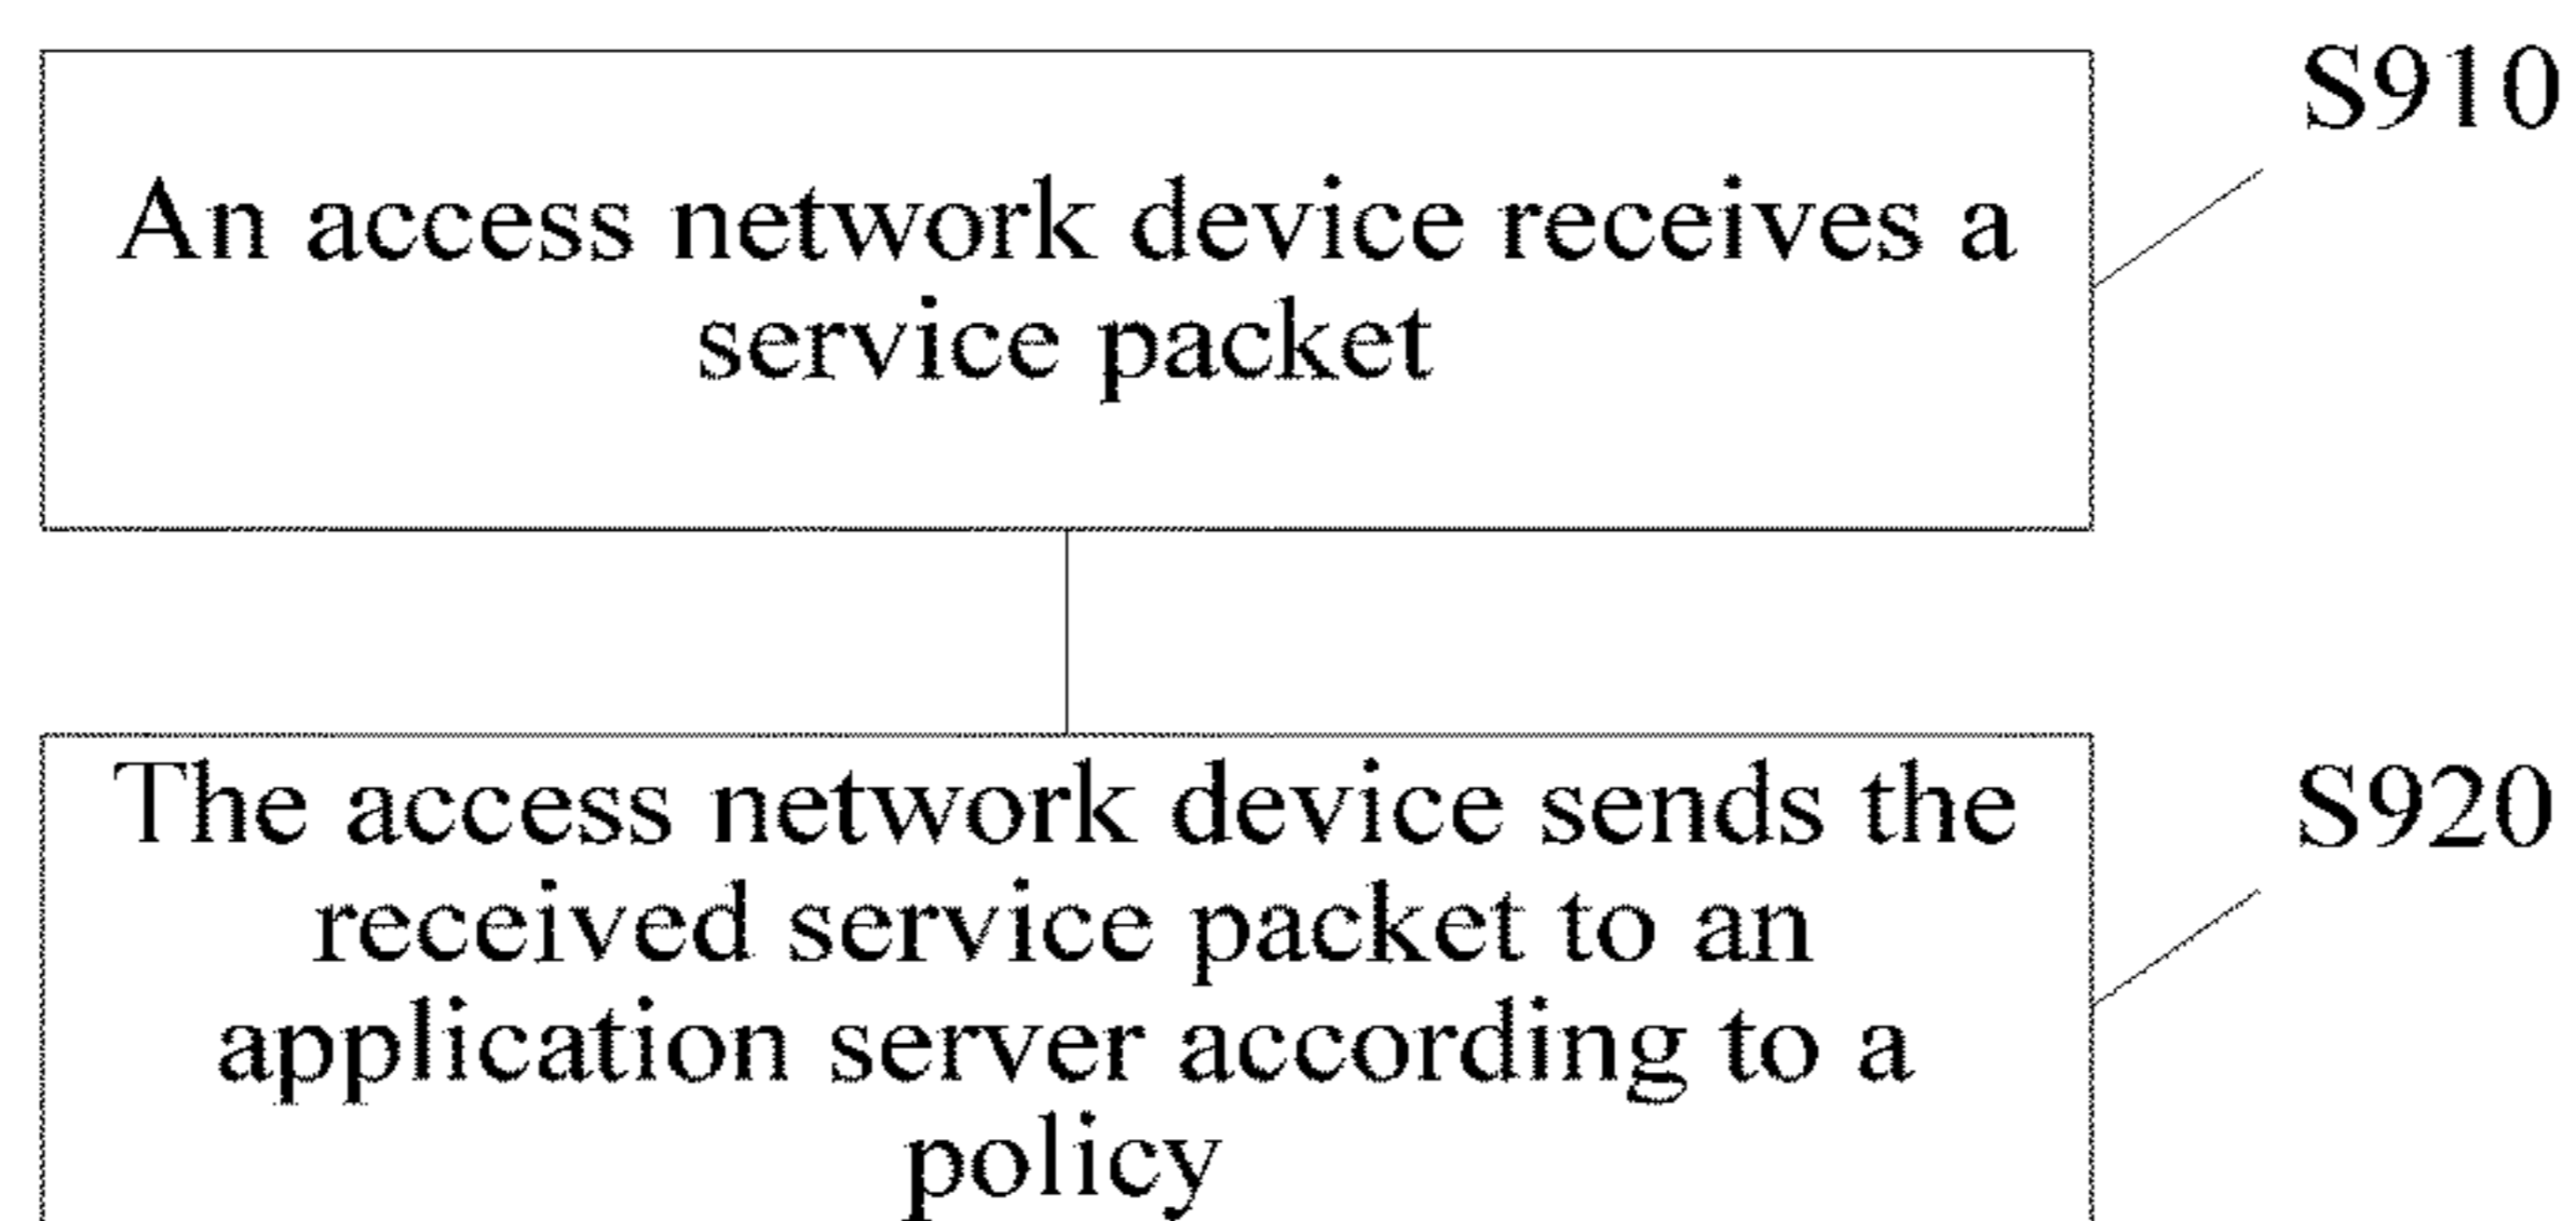 S910
An access network device receives a
service packet
S920
The access network device sends the
received service packet to an
application server according to a
policy